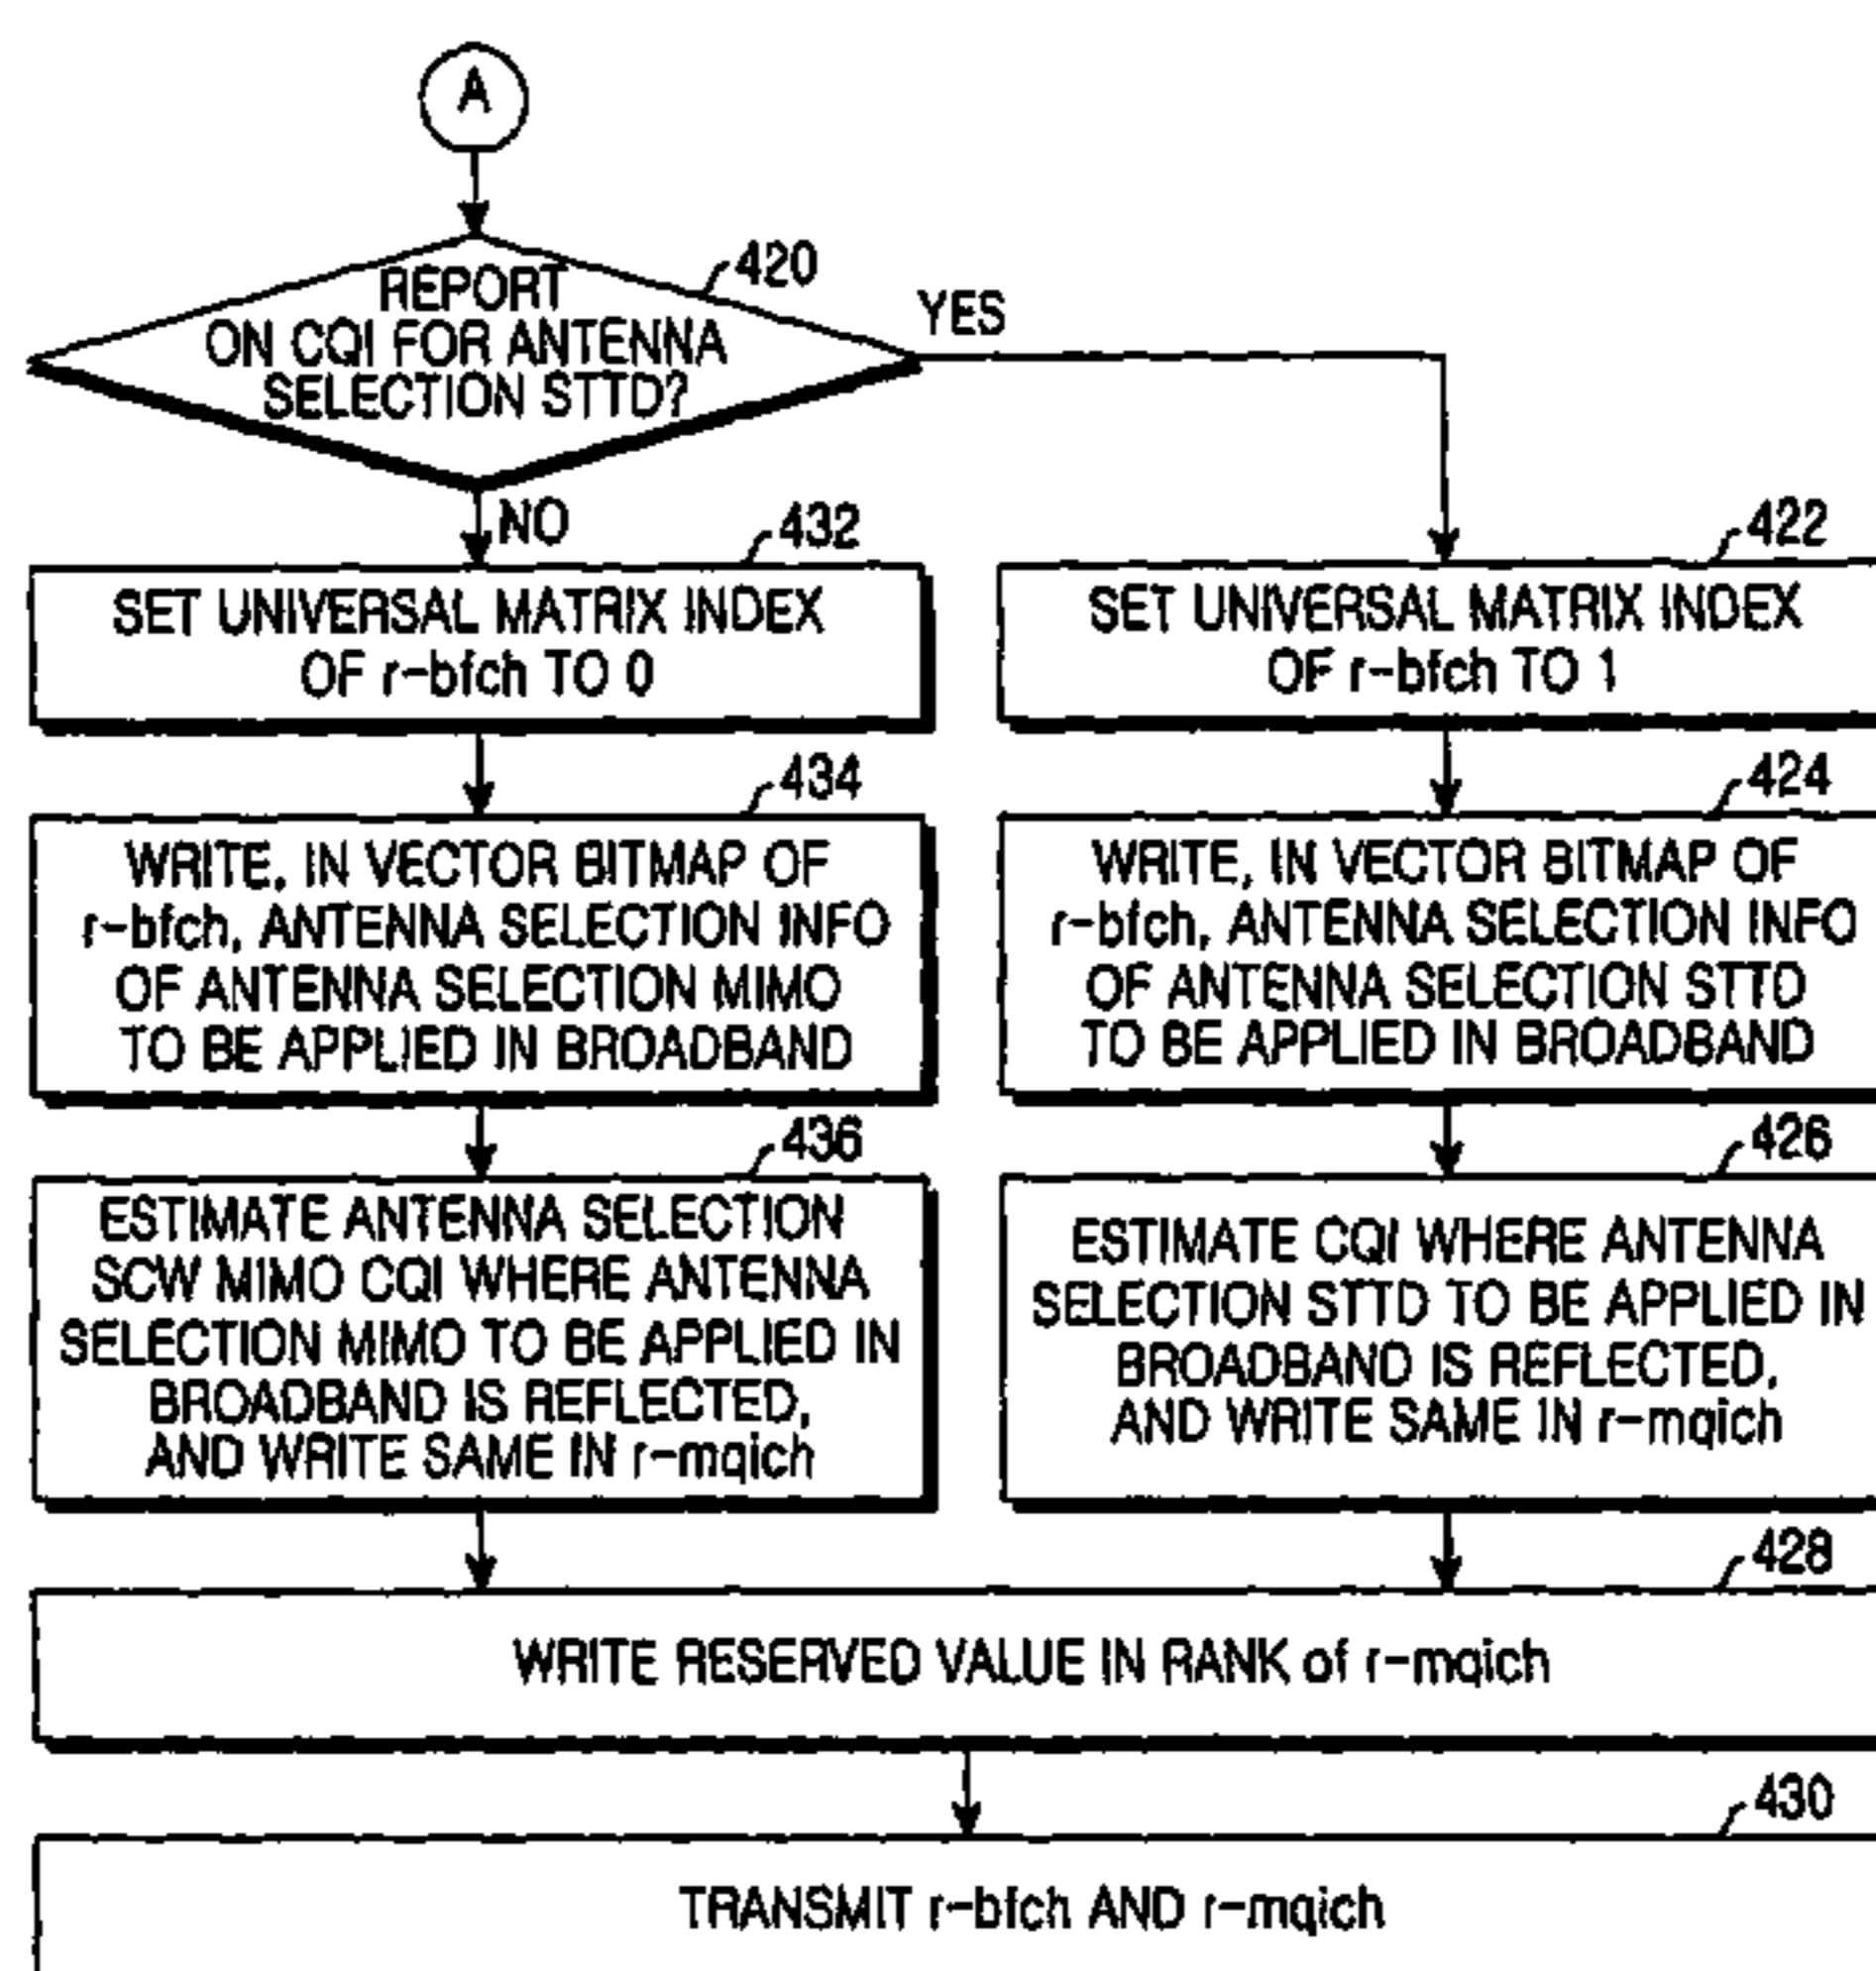 A
420
REPORT
ON CQI FOR ANTENNA
SELECTION STTD?
YES
NO
432
SET UNIVERSAL MATRIX INDEX
OF r-bfch TO 0
422
SET UNIVERSAL MATRIX INDEX
OF r-bfch TO 1
434
WRITE, IN VECTOR BITMAP OF
r-bfch, ANTENNA SELECTION INFO
OF ANTENNA SELECTION MIMO
TO BE APPLIED IN BROADBAND
424
WRITE, IN VECTOR BITMAP OF
r-bfch, ANTENNA SELECTION INFO
OF ANTENNA SELECTION STTD
TO BE APPLIED IN BROADBAND
436
ESTIMATE ANTENNA SELECTION
SCW MIMO CQI WHERE ANTENNA
SELECTION MIMO TO BE APPLIED IN
BROADBAND IS REFLECTED,
AND WRITE SAME IN r-mqich
426
ESTIMATE CQI WHERE ANTENNA
SELECTION STTD TO BE APPLIED IN
BROADBAND IS REFLECTED,
AND WRITE SAME IN r-mqich
428
WRITE RESERVED VALUE IN RANK of r-mqich
430
TRANSMIT r-bfch AND r-mqich